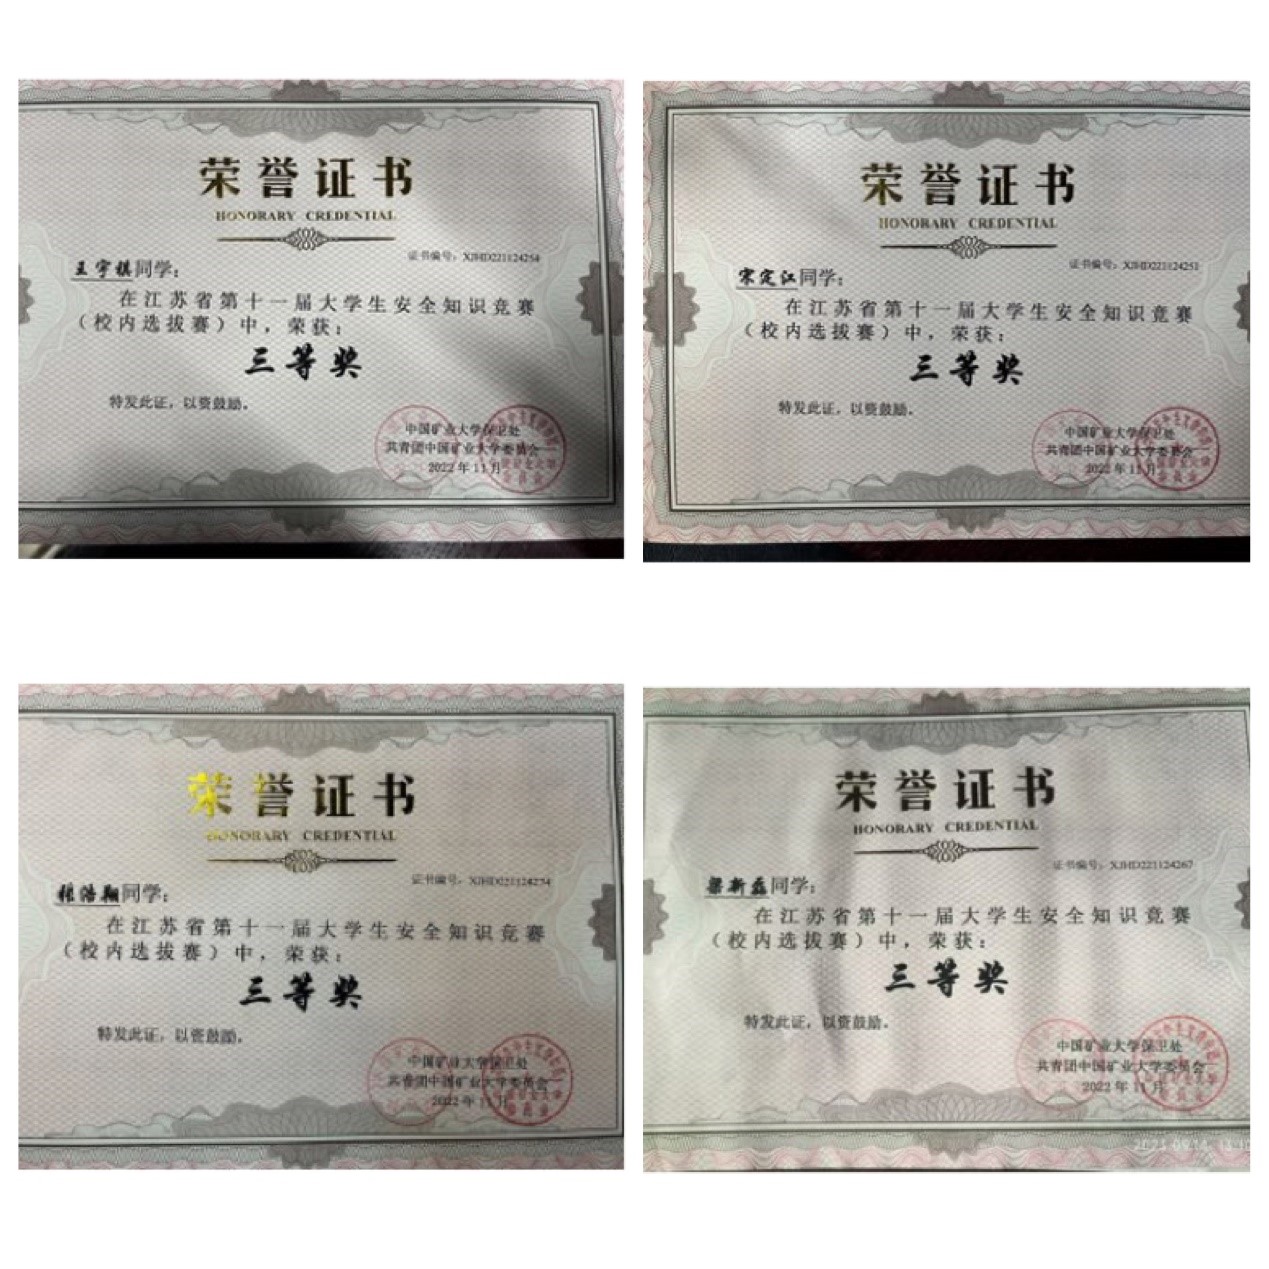 荣誉证书
HONORARY CREDENTIAL
证书编号：XJHD221124254
王宇祺同学：
在江苏省第十一届大学生安全知识竞赛
（校内选拔赛）中，荣获：
三等奖
特发此证，以资鼓励。
中国矿业大学保卫处
共青团中国矿业大学委员会
2022年11月
荣誉证书
HONORARY CREDENTIAL
证书编号：XJHD221124251
宋定江同学：
在江苏省第十一届大学生安全知识竞赛
（校内选拔赛）中，荣获：
三等奖
特发此证，以资鼓励。
中国矿业大学保卫处
共青团中国矿业大学委员会
2022年11月
荣誉证书
HONORARY CREDENTIAL
证书编号：XJHD221124274
张浩翔同学：
在江苏省第十一届大学生安全知识竞赛
（校内选拔赛）中，荣获：
三等奖
特发此证，以资鼓励。
中国矿业大学保卫处
共青团中国矿业大学委员会
2022年11月
荣誉证书
HONORARY CREDENTIAL
证书编号：XJHD221124267
梁新磊同学：
在江苏省第十一届大学生安全知识竞赛
（校内选拔赛）中，荣获：
三等奖
特发此证，以资鼓励。
中国矿业大学保卫处
共青团中国矿业大学委员会
2022年11月
2023.09.14